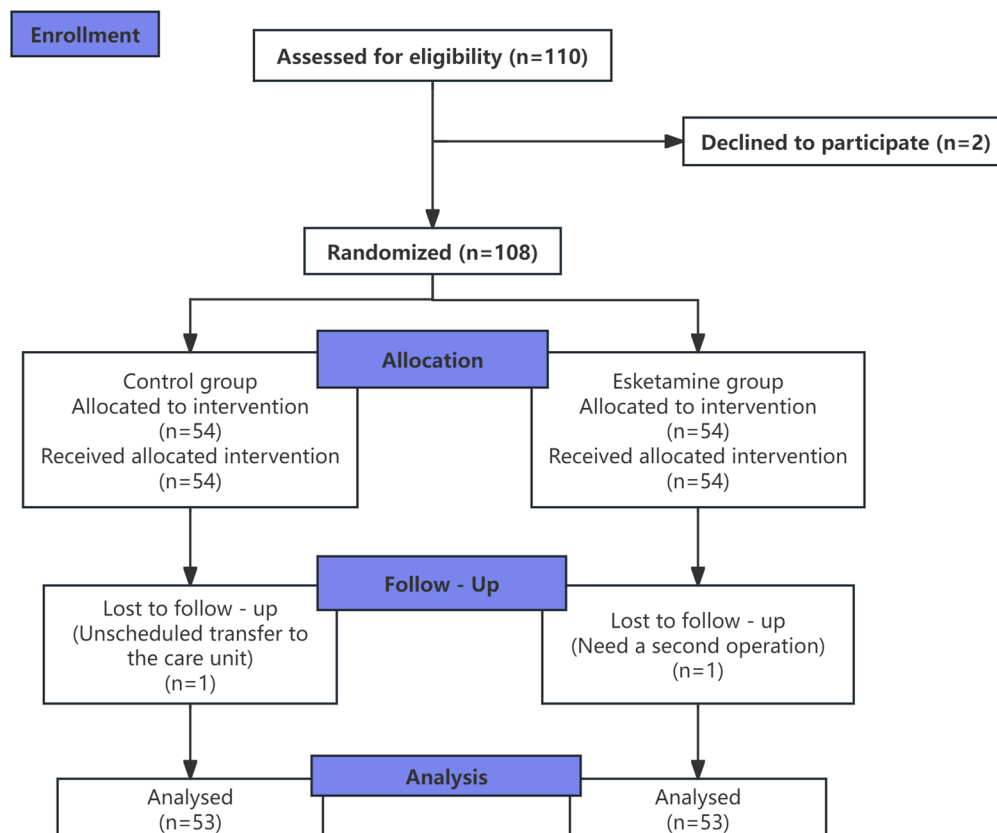 Enrollment
Assessed for eligibility (n=110)
Declined to participate (n=2)
Randomized (n=108)
Allocation
Control group
Allocated to intervention
(n=54)
Received allocated intervention
(n=54)
Esketamine group
Allocated to intervention
(n=54)
Received allocated intervention
(n=54)
Follow - Up
Lost to follow - up
(Unscheduled transfer to
the care unit)
(n=1)
Lost to follow - up
(Need a second operation)
(n=1)
Analysis
Analysed
(n=53)
Analysed
(n=53)